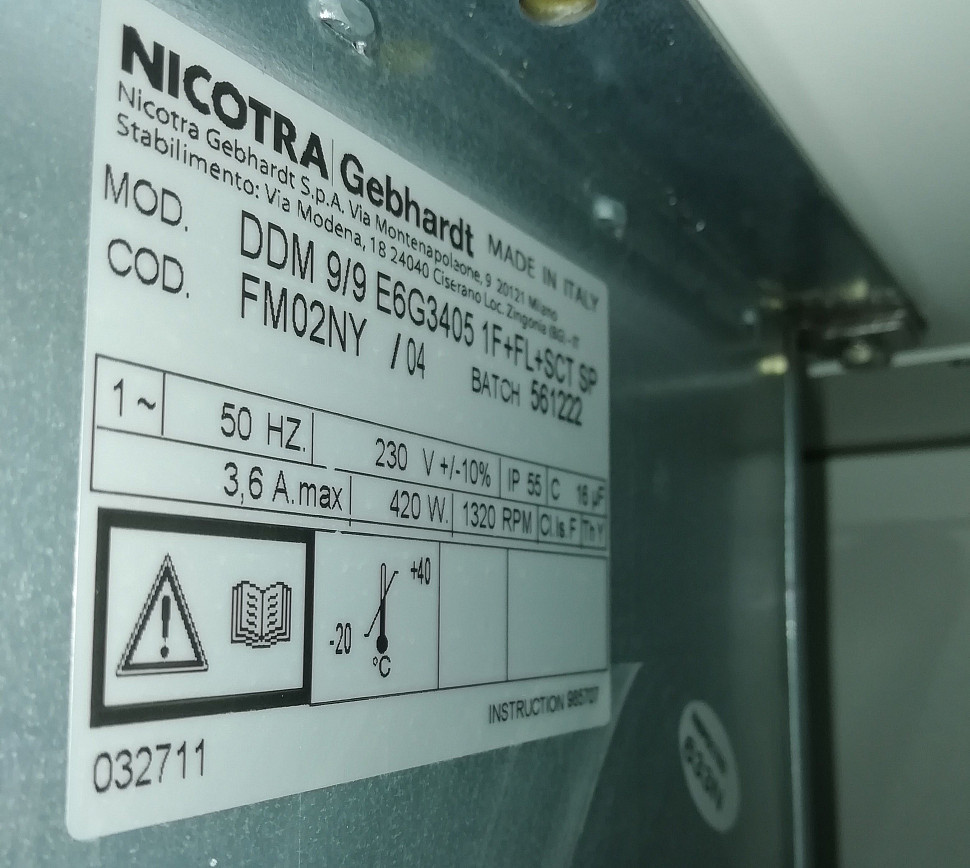 NICOTRA | Gebhardt MADE IN ITALY
Nicotra Gebhardt S.p.A. Via Montenapoleone, 9 20121 Milano
Stabilimento: Via Modena, 18 24040 Ciserano Loc. Zingonia (BG) - IT
MOD. DDM 9/9 E6G3405 1F+FL+SCT SP
COD. FM02NY /04 BATCH 561222
1~ 50 HZ. 230 V +/-10% IP 55 C 16 µF
3,6 A.max 420 W. 1320 RPM Cl.Is.F Th Y
+40
-20
°C
INSTRUCTION 985707
032711